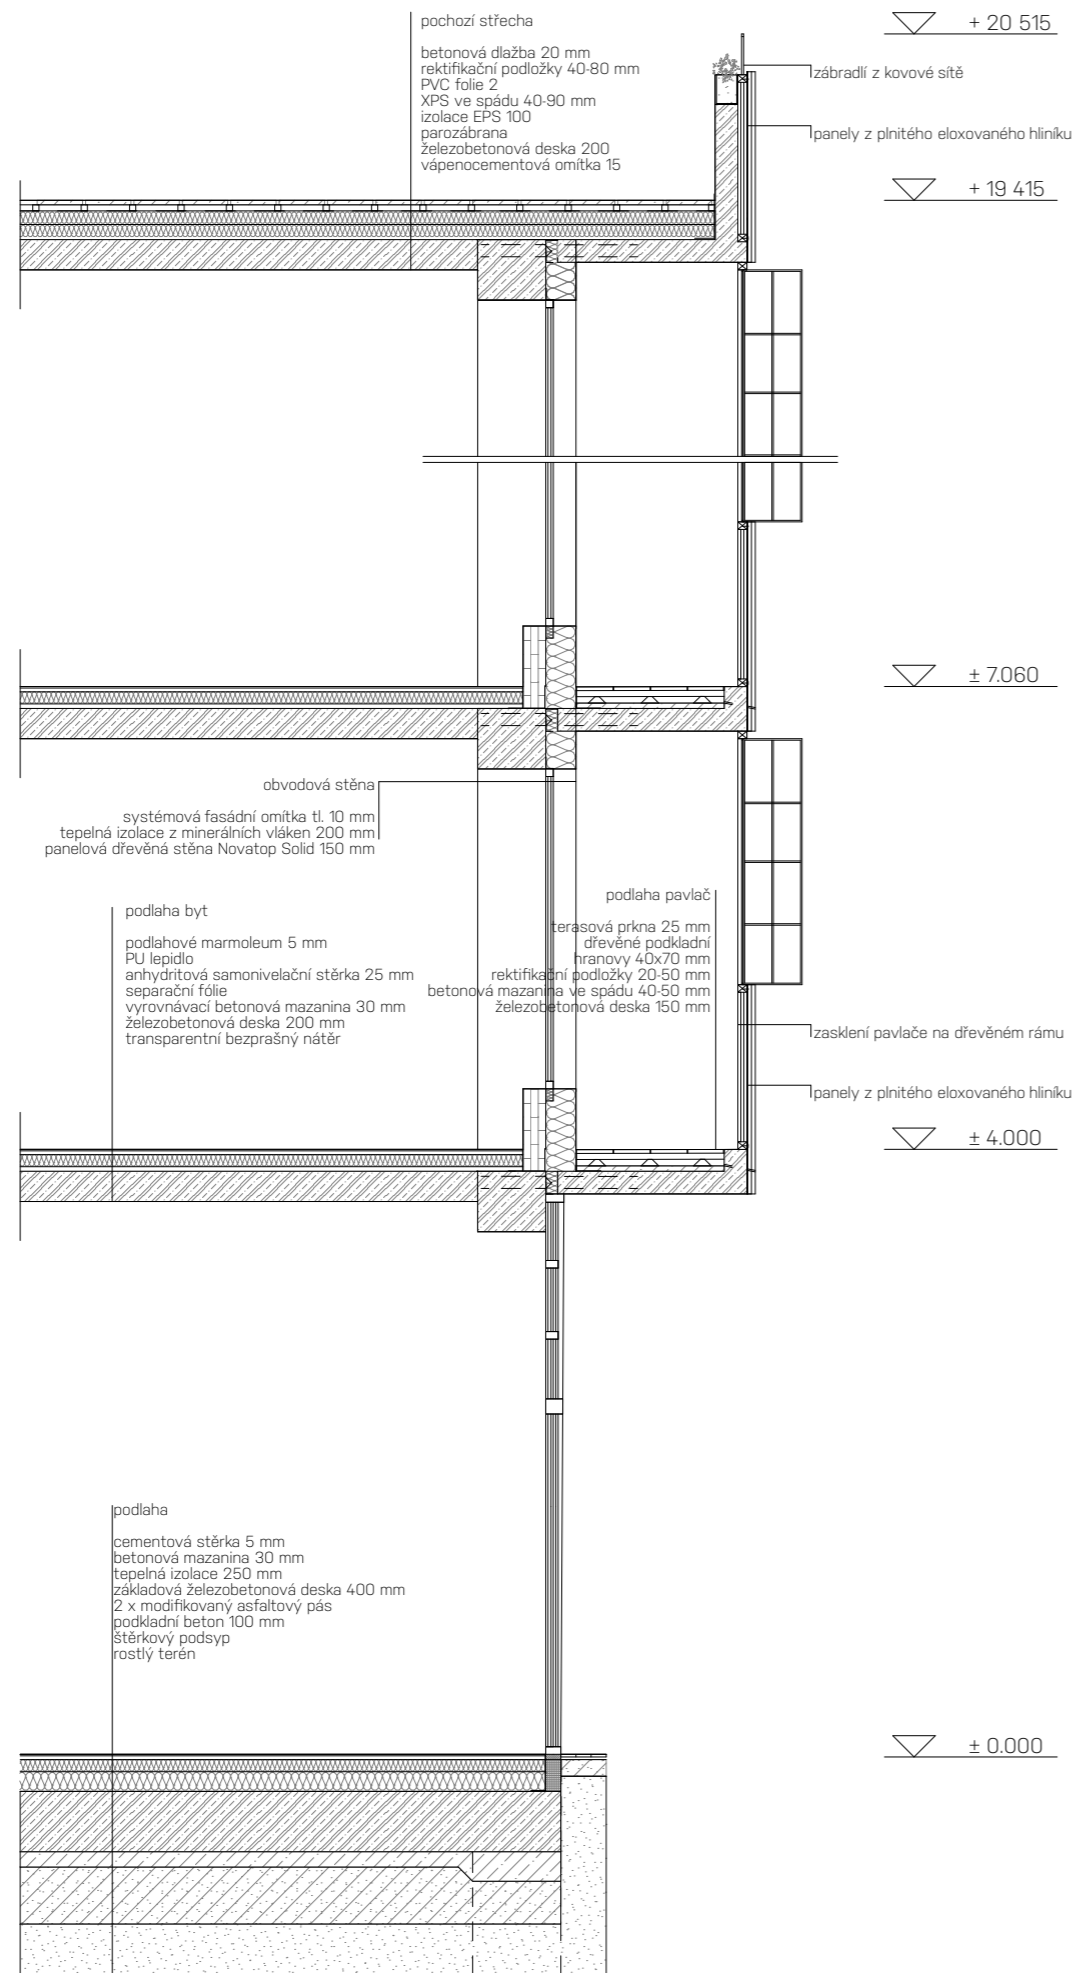 pochozí střecha
betonová dlažba 20 mm
rektifikační podložky 40-80 mm
PVC folie 2
XPS ve spádu 40-90 mm
izolace EPS 100
parozábrana
železobetonová deska 200
vápenocementová omítka 15
+ 20 515
zábradlí z kovové sítě
panely z plnitého eloxovaného hliníku
+ 19 415
± 7.060
obvodová stěna
systémová fasádní omítka tl. 10 mm
tepelná izolace z minerálních vláken 200 mm
panelová dřevěná stěna Novatop Solid 150 mm
podlaha byt
podlahové marmoleum 5 mm
PU lepidlo
anhydritová samonivelační stěrka 25 mm
separační fólie
vyrovnávací betonová mazanina 30 mm
železobetonová deska 200 mm
transparentní bezprašný nátěr
podlaha pavlač
terasová prkna 25 mm
dřevěné podkladní
hranovy 40x70 mm
rektifikační podložky 20-50 mm
betonová mazanina ve spádu 40-50 mm
železobetonová deska 150 mm
zasklení pavlače na dřevěném rámu
panely z plnitého eloxovaného hliníku
± 4.000
podlaha
cementová stěrka 5 mm
betonová mazanina 30 mm
tepelná izolace 250 mm
základová železobetonová deska 400 mm
2 x modifikovaný asfaltový pás
podkladní beton 100 mm
štěrkový podsyp
rostlý terén
± 0.000